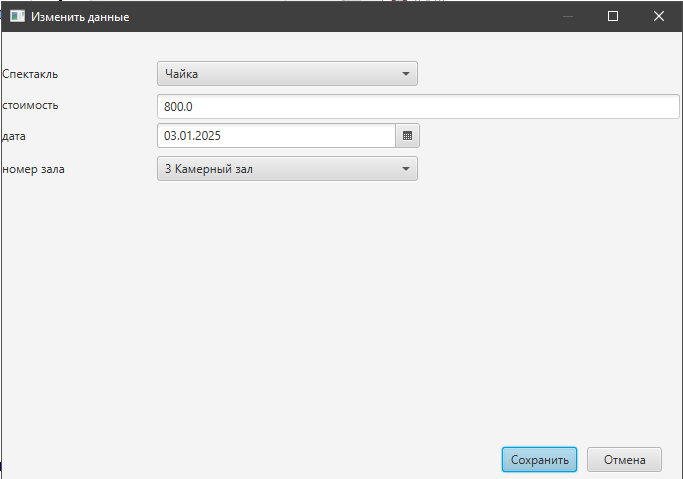 Изменить данные
Спектакль Чайка
стоимость 800.0
дата 03.01.2025
номер зала 3 Камерный зал
Сохранить Отмена